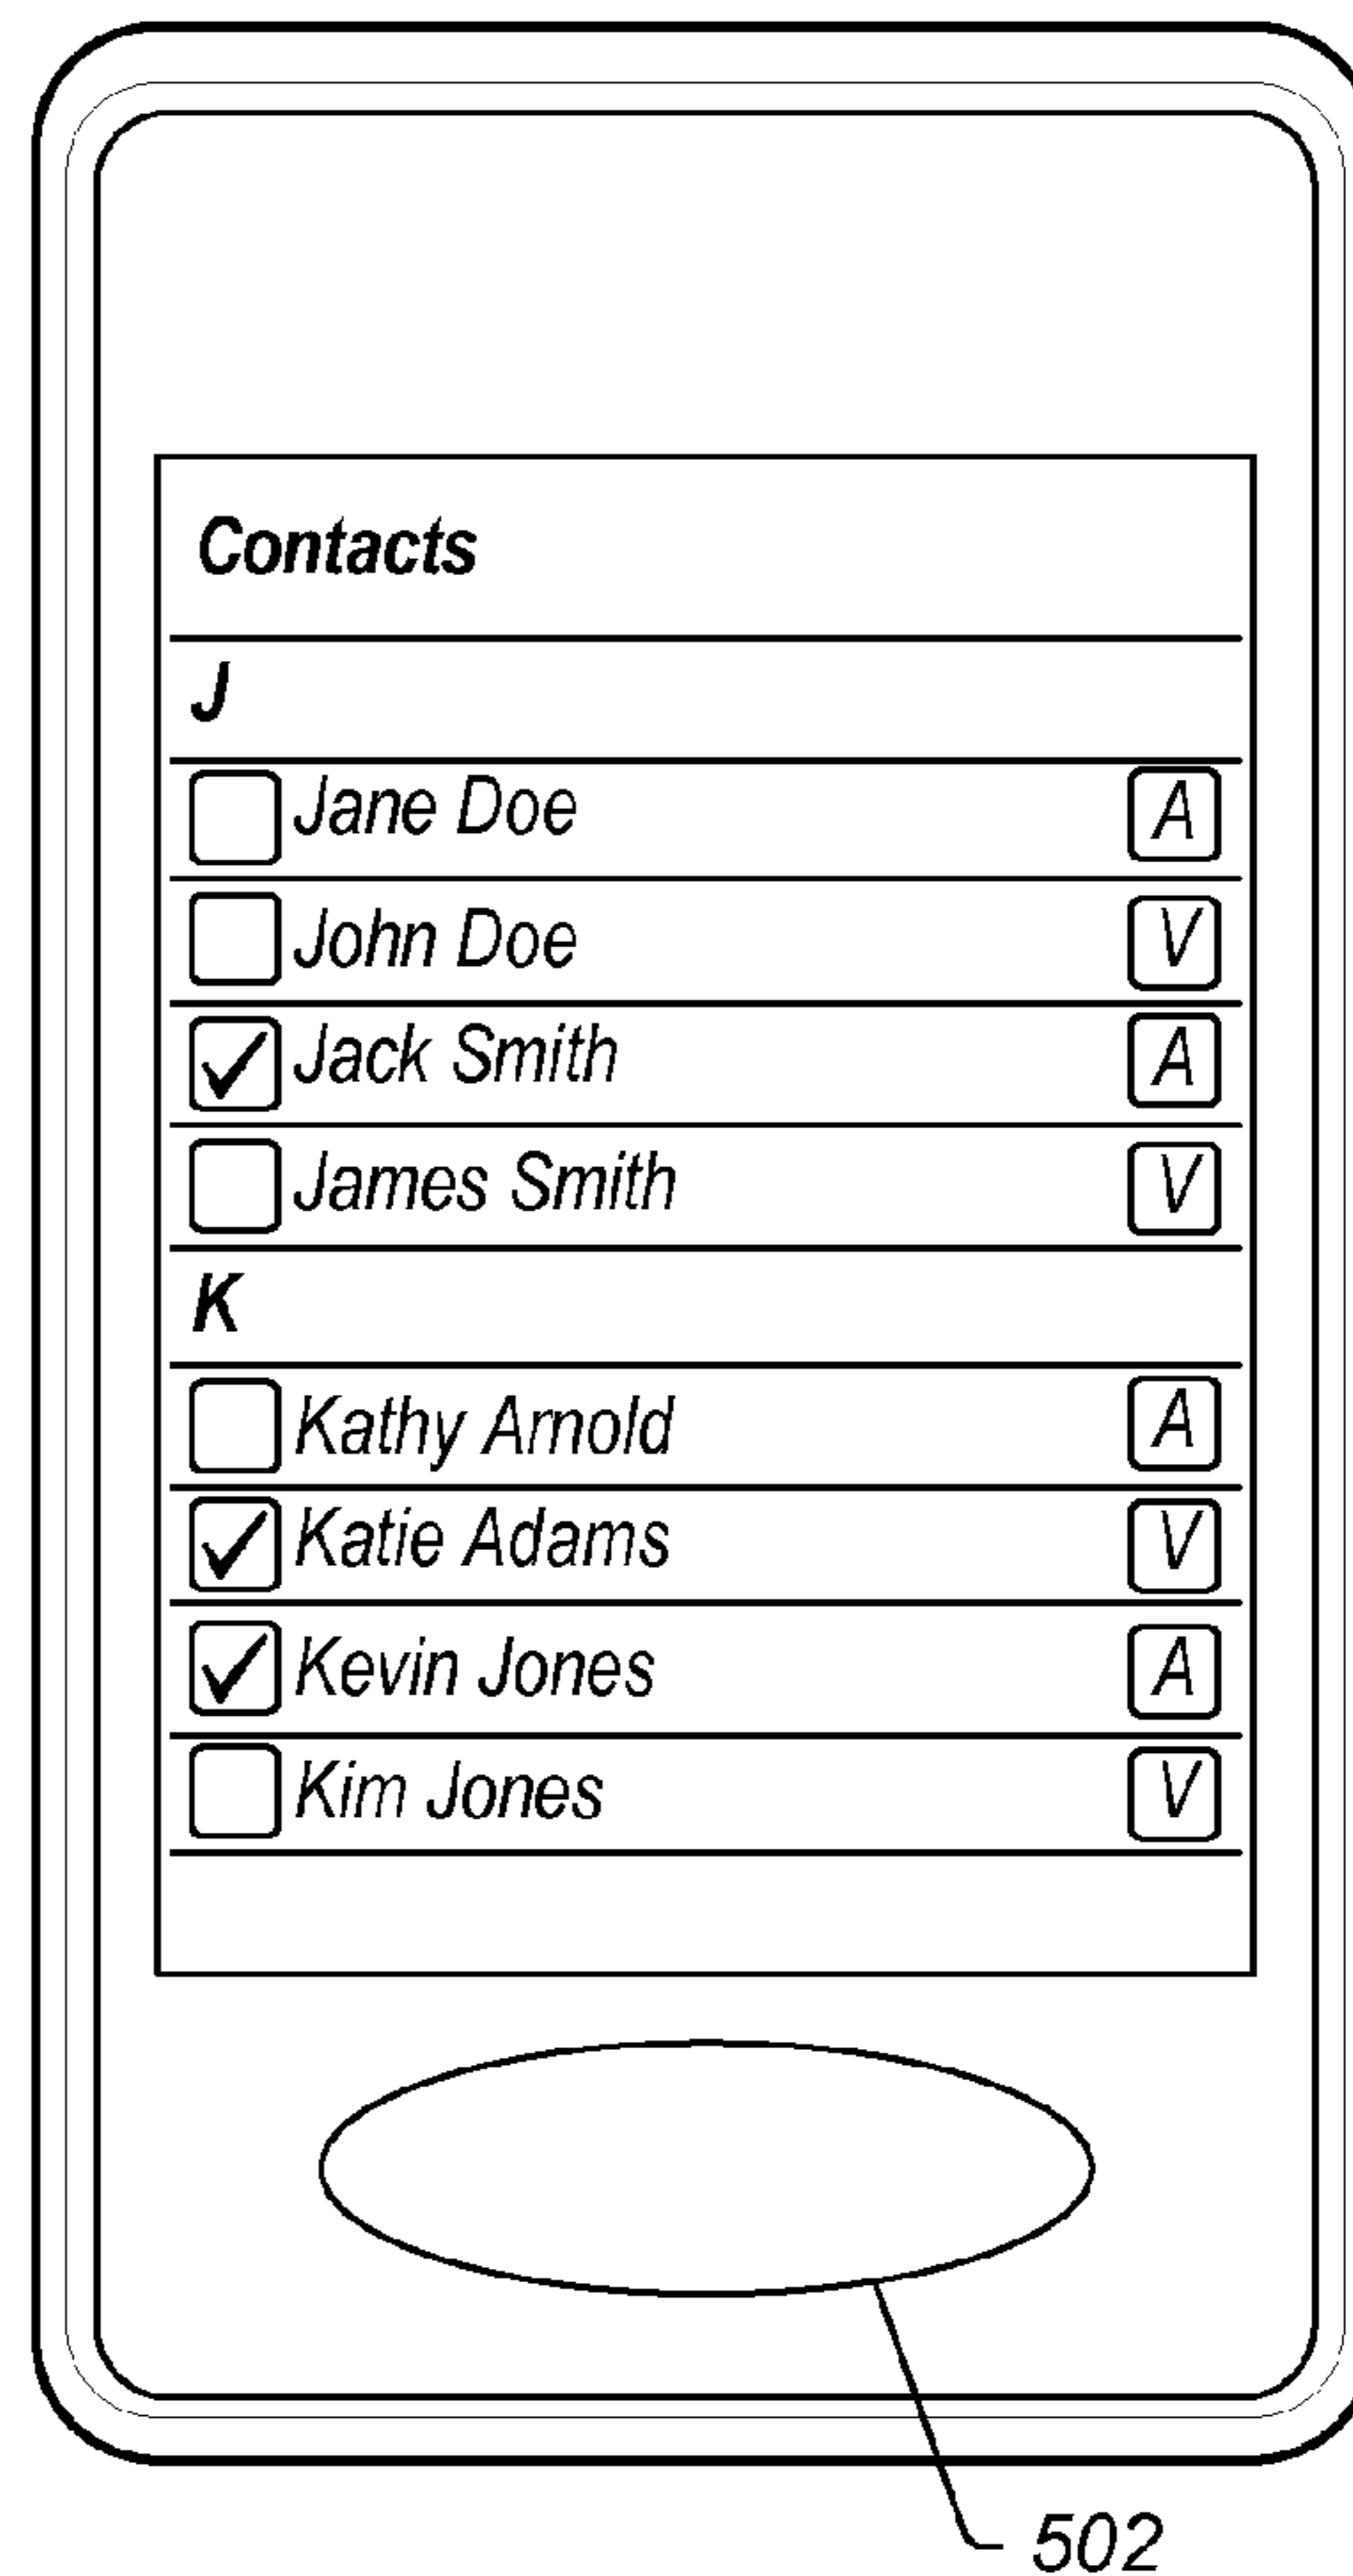 Contacts
J
Jane Doe A
John Doe V
Jack Smith A
James Smith V
K
Kathy Arnold A
Katie Adams V
Kevin Jones A
Kim Jones V
502